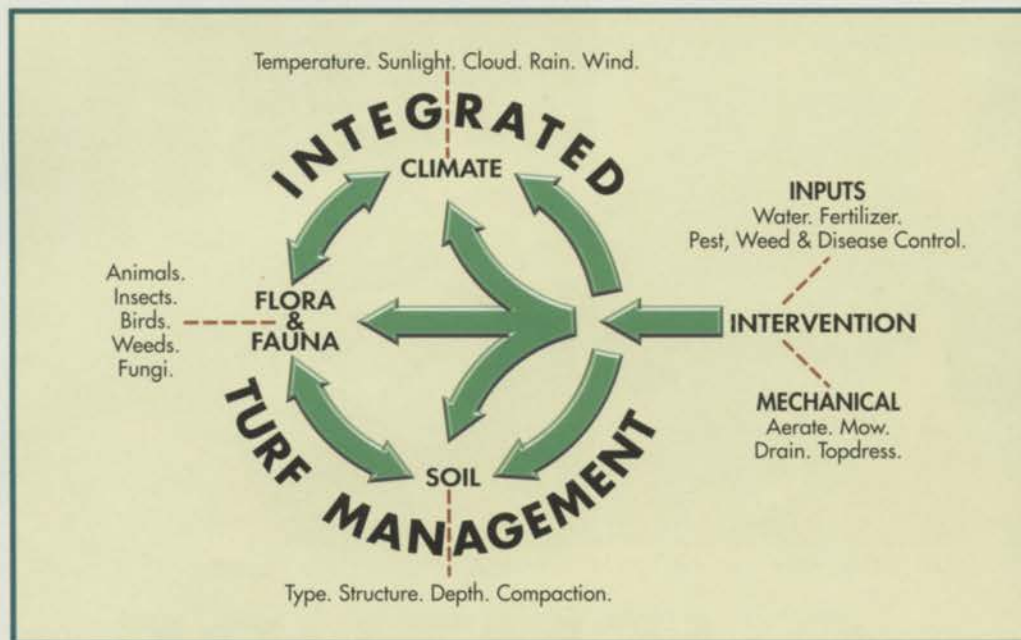 Temperature. Sunlight. Cloud. Rain. Wind.
INTEGRATED
CLIMATE
INPUTS
Water. Fertilizer.
Pest, Weed & Disease Control.
Animals.
Insects.
Birds.
Weeds.
Fungi.
FLORA
&
FAUNA
INTERVENTION
MECHANICAL
Aerate. Mow.
Drain. Topdress.
SOIL
TURF MANAGEMENT
Type. Structure. Depth. Compaction.